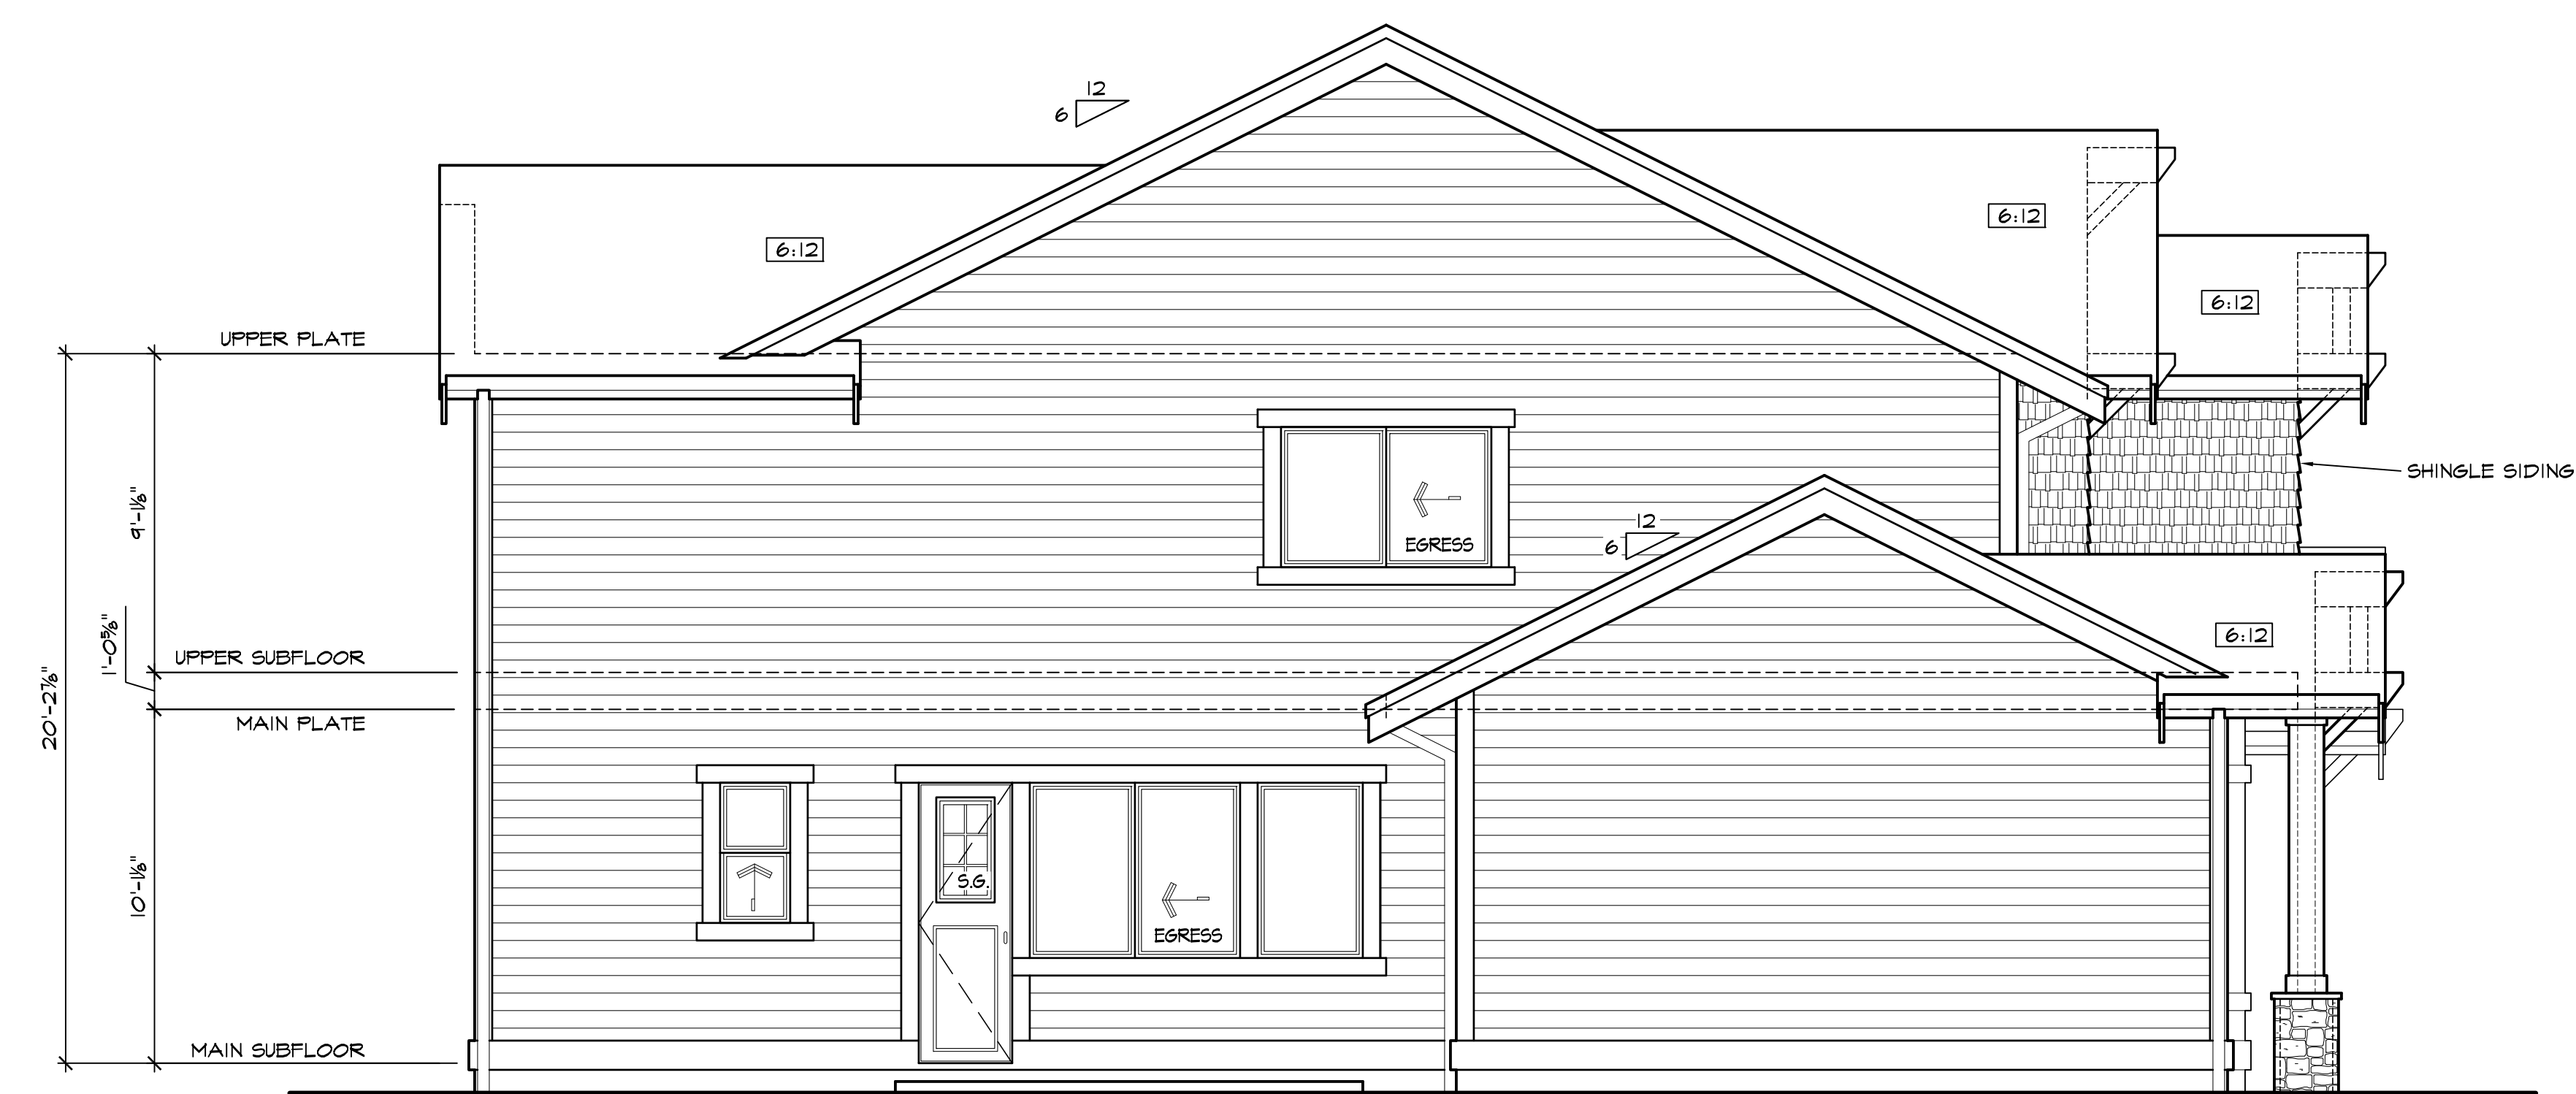 12
6
6:12
6:12
6:12
UPPER PLATE
SHINGLE SIDING
9'-1⅛"
12
6
EGRESS
1'-0⅝"
6:12
UPPER SUBFLOOR
20'-2⅞"
MAIN PLATE
10'-1⅛"
S.G.
EGRESS
MAIN SUBFLOOR